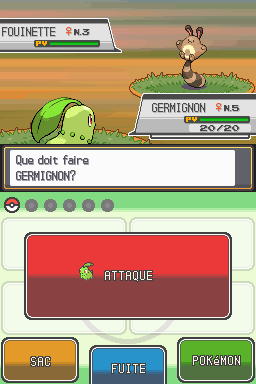 FOUINETTE ♀ N.3
PV
GERMIGNON ♀ N.5
PV
20/20
Que doit faire
GERMIGNON?
ATTAQUE
SAC
FUITE
POKéMON